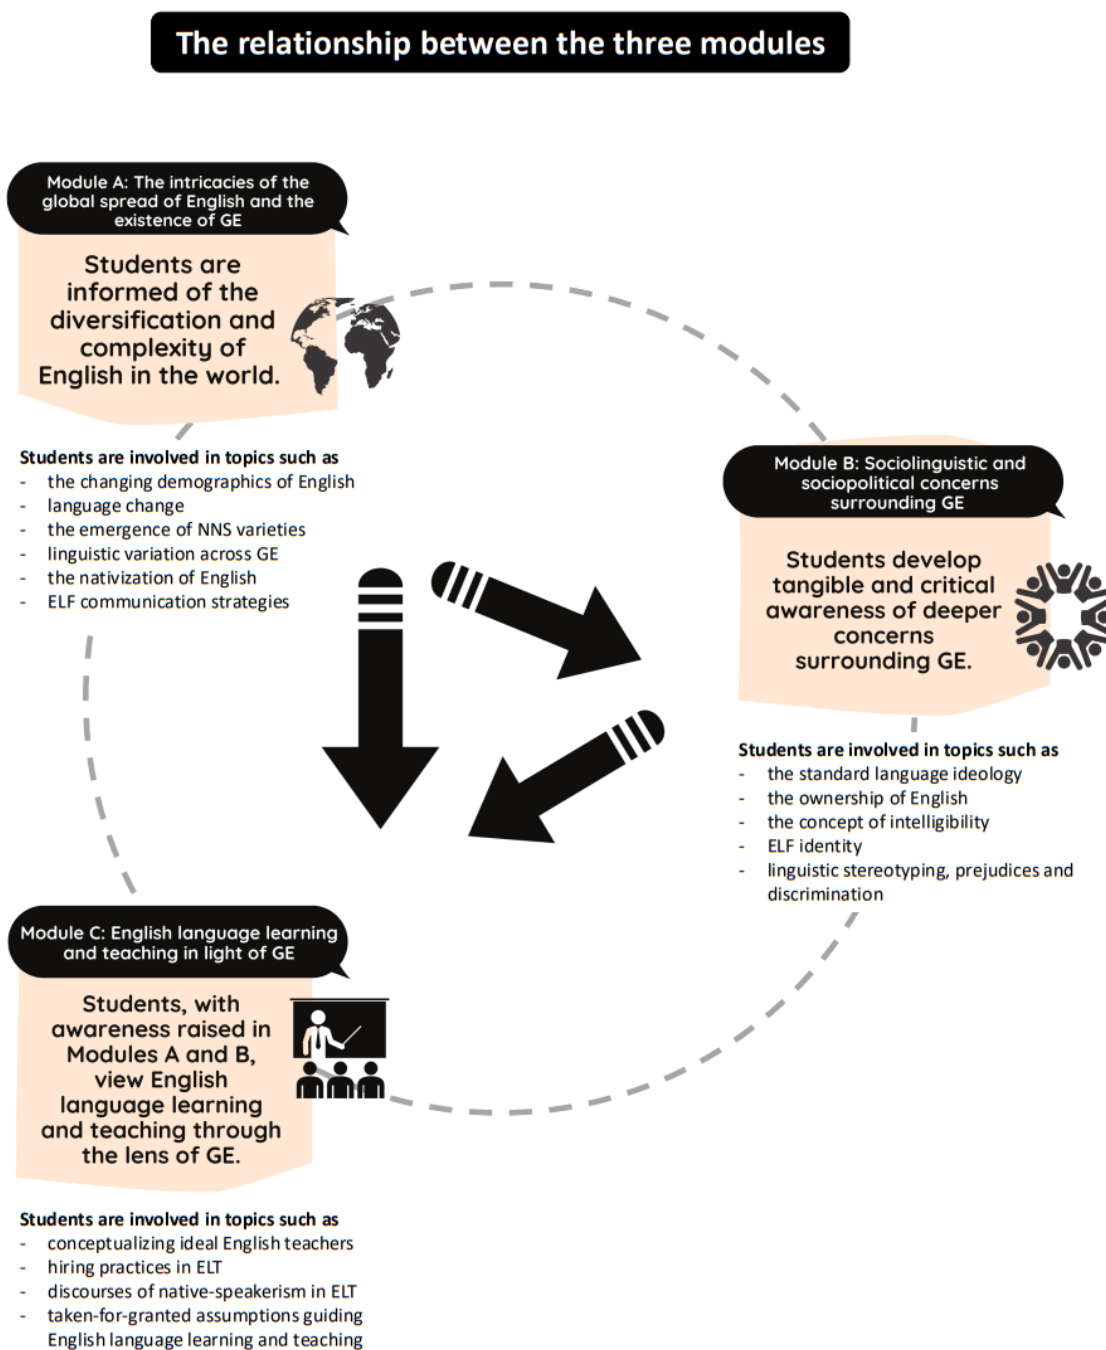 The relationship between the three modules
Module A: The intricacies of the
global spread of English and the
existence of GE
Students are
informed of the
diversification and
complexity of
English in the world.
Students are involved in topics such as
- the changing demographics of English
- language change
- the emergence of NNS varieties
- linguistic variation across GE
- the nativization of English
- ELF communication strategies
Module B: Sociolinguistic and
sociopolitical concerns
surrounding GE
Students develop
tangible and critical
awareness of deeper
concerns
surrounding GE.
Students are involved in topics such as
- the standard language ideology
- the ownership of English
- the concept of intelligibility
- ELF identity
- linguistic stereotyping, prejudices and
discrimination
Module C: English language learning
and teaching in light of GE
Students, with
awareness raised in
Modules A and B,
view English
language learning
and teaching through
the lens of GE.
Students are involved in topics such as
- conceptualizing ideal English teachers
- hiring practices in ELT
- discourses of native-speakerism in ELT
- taken-for-granted assumptions guiding
English language learning and teaching